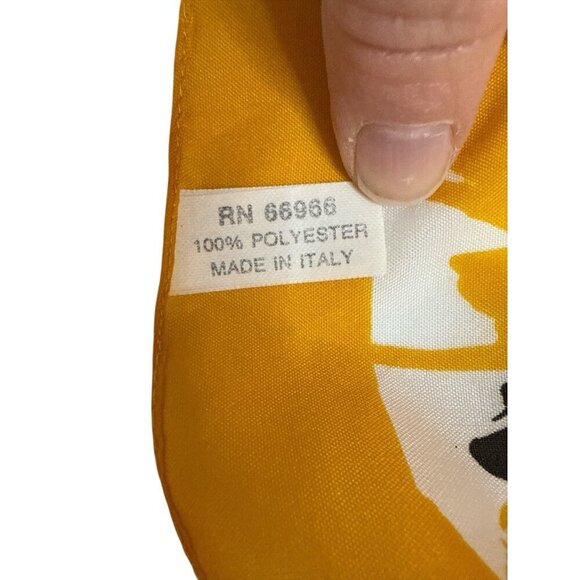 RN 66966
100% POLYESTER
MADE IN ITALY